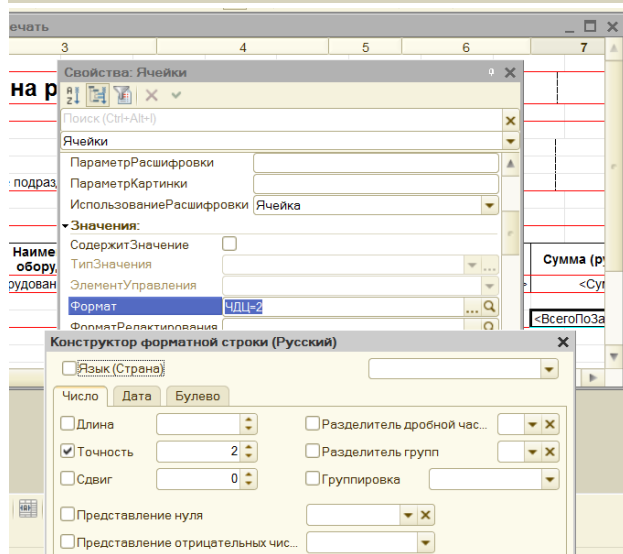 ечать
3 4 5 6 7
на р
Свойства: Ячейки
Поиск (Ctrl+Alt+I)
Ячейки
ПараметрРасшифровки
ПараметрКартинки
подраз
ИспользованиеРасшифровки Ячейка
Значения:
СодержитЗначение
Наиме
обору
ТипЗначения ...
Сумма (ру
рудован
ЭлементУправления
<Сум
Формат ЧДЦ=2 ...
<ВсегоПоЗа
ФорматРедактирования
Конструктор форматной строки (Русский)
Язык (Страна)
Число Дата Булево
Длина Разделитель дробной час...
Точность 2 Разделитель групп
Сдвиг 0 Группировка
Представление нуля
Представление отрицательных чис...